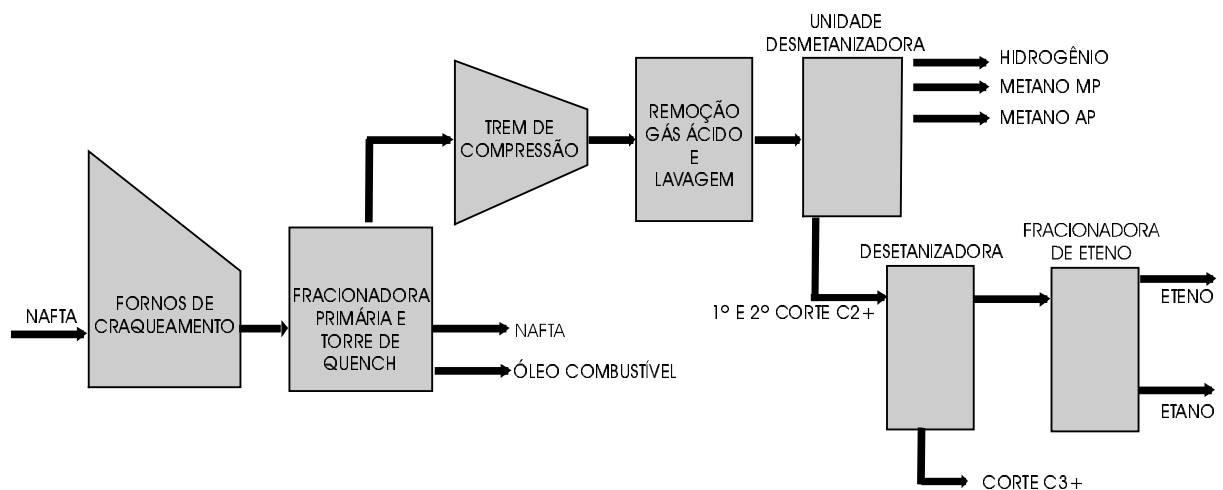 UNIDADE
DESMETANIZADORA
HIDROGÊNIO
METANO MP
METANO AP
TREM DE
COMPRESSÃO
REMOÇÃO
GÁS ÁCIDO
E
LAVAGEM
NAFTA
FORNOS DE
CRAQUEAMENTO
FRACIONADORA
PRIMÁRIA E
TORRE DE
QUENCH
NAFTA
ÓLEO COMBUSTÍVEL
1º E 2º CORTE C2+
DESETANIZADORA
FRACIONADORA
DE ETENO
ETENO
ETANO
CORTE C3+